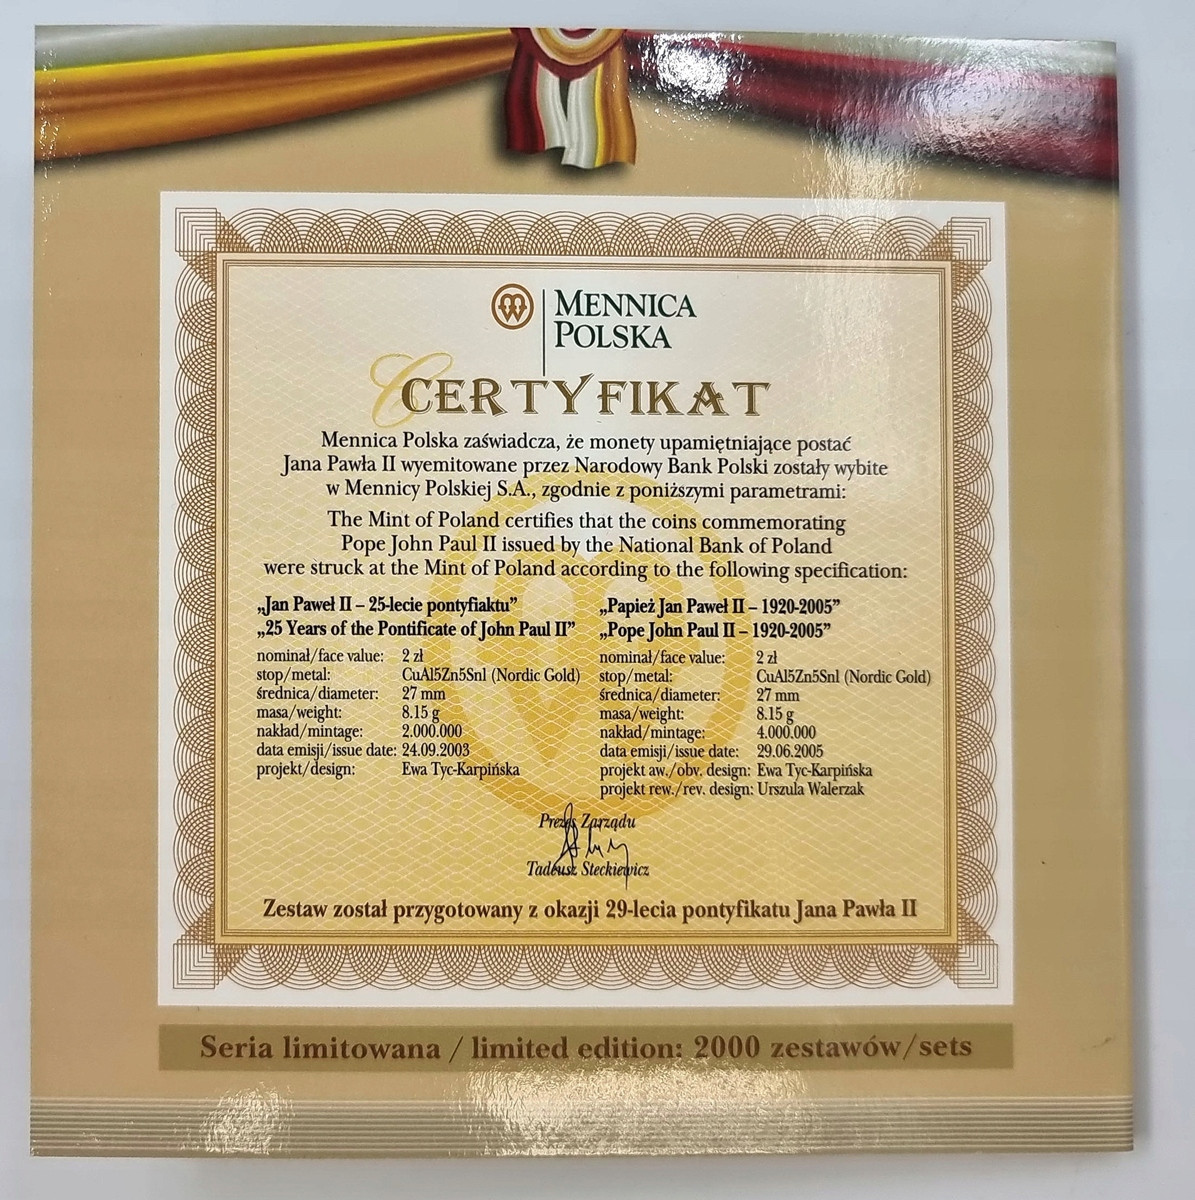 MENNICA
POLSKA
CERTYFIKAT
Mennica Polska zaświadcza, że monety upamiętniające postać
Jana Pawła II wyemitowane przez Narodowy Bank Polski zostały wybite
w Mennicy Polskiej S.A., zgodnie z poniższymi parametrami:
The Mint of Poland certifies that the coins commemorating
Pope John Paul II issued by the National Bank of Poland
were struck at the Mint of Poland according to the following specification:
„Jan Paweł II – 25-lecie pontyfiaktu”
„25 Years of the Pontificate of John Paul II”
nominał/face value: 2 zł
stop/metal: CuAl5Zn5Snl (Nordic Gold)
średnica/diameter: 27 mm
masa/weight: 8.15 g
nakład/mintage: 2.000.000
data emisji/issue date: 24.09.2003
projekt/design: Ewa Tyc-Karpińska
„Papież Jan Paweł II – 1920-2005”
„Pope John Paul II – 1920-2005”
nominał/face value: 2 zł
stop/metal: CuAl5Zn5Snl (Nordic Gold)
średnica/diameter: 27 mm
masa/weight: 8.15 g
nakład/mintage: 4.000.000
data emisji/issue date: 29.06.2005
projekt aw./obv. design: Ewa Tyc-Karpińska
projekt rew./rev. design: Urszula Walerzak
Prezes Zarządu
Tadeusz Steckiewicz
Zestaw został przygotowany z okazji 29-lecia pontyfikatu Jana Pawła II
Seria limitowana / limited edition: 2000 zestawów/sets